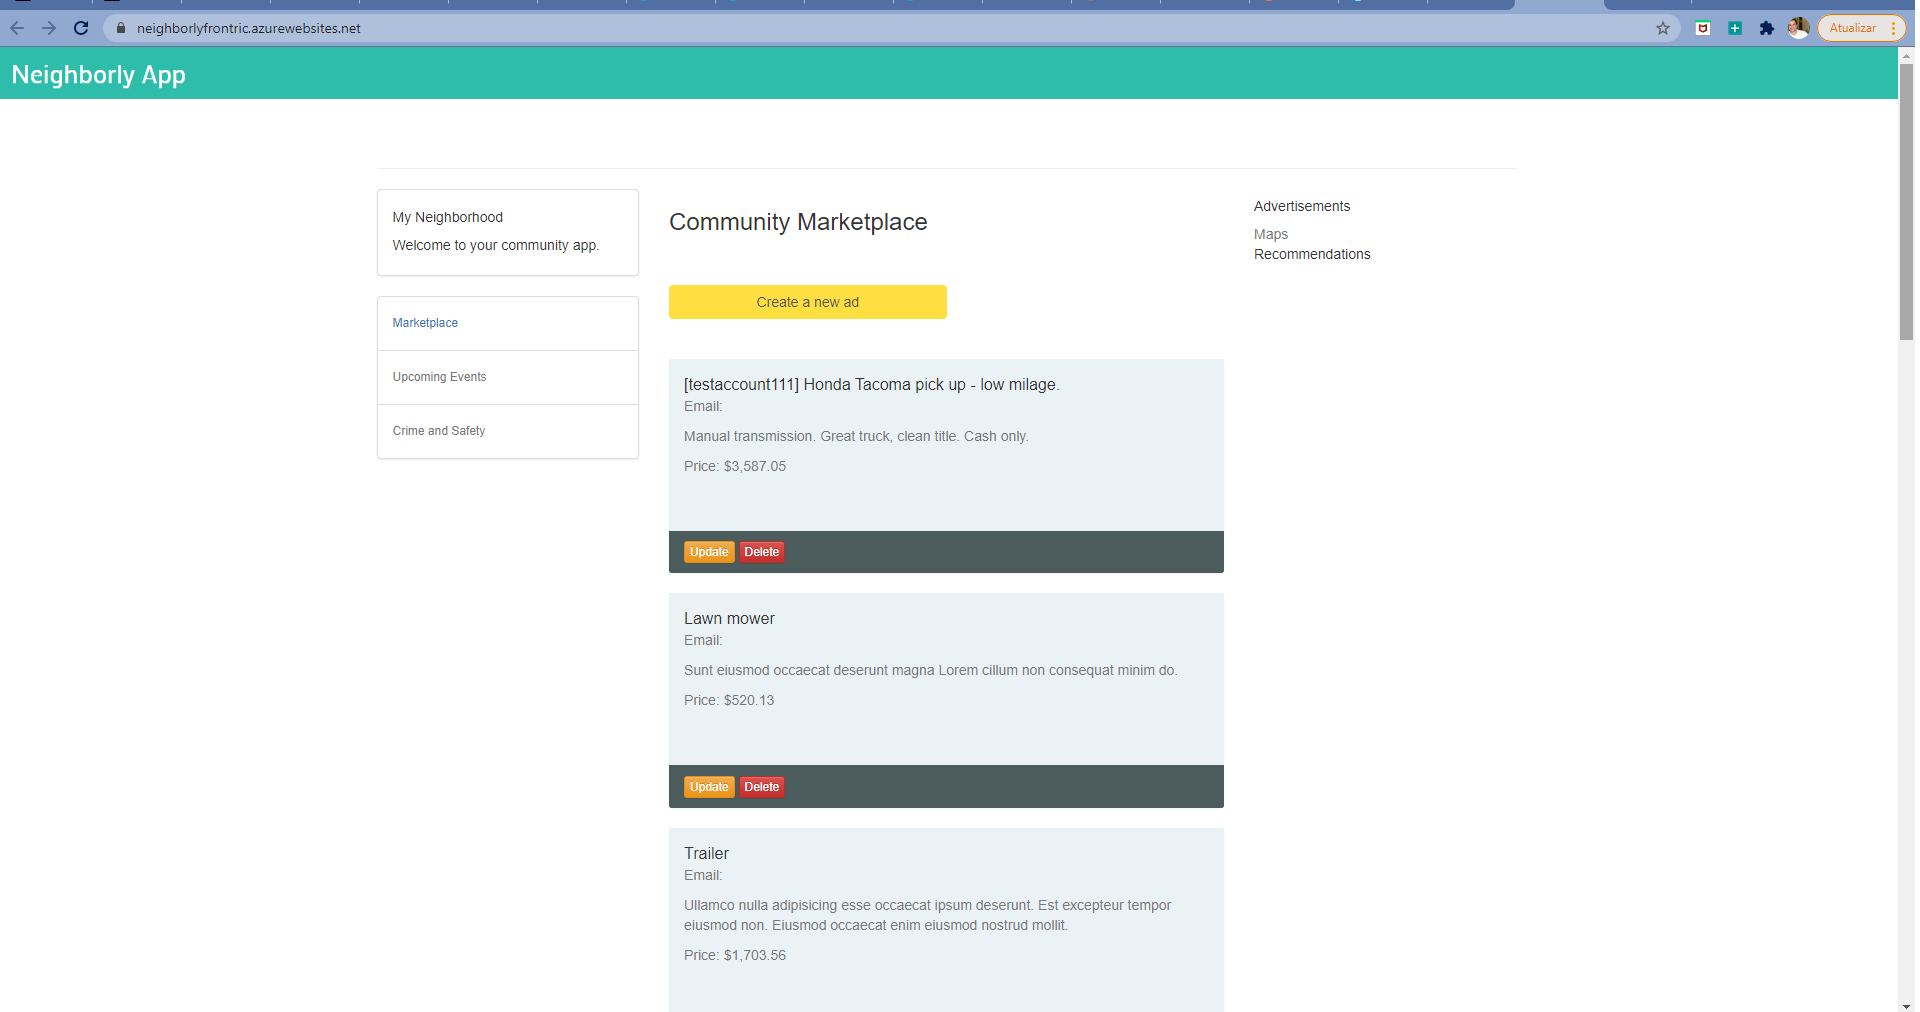 neighborlyfrontric.azurewebsites.net
Atualizar
Neighborly App
My Neighborhood
Welcome to your community app.
Marketplace
Upcoming Events
Crime and Safety
Community Marketplace
Create a new ad
[testaccount111] Honda Tacoma pick up - low milage.
Email:
Manual transmission. Great truck, clean title. Cash only.
Price: $3,587.05
Update Delete
Lawn mower
Email:
Sunt eiusmod occaecat deserunt magna Lorem cillum non consequat minim do.
Price: $520.13
Update Delete
Trailer
Email:
Ullamco nulla adipisicing esse occaecat ipsum deserunt. Est excepteur tempor
eiusmod non. Eiusmod occaecat enim eiusmod nostrud mollit.
Price: $1,703.56
Advertisements
Maps
Recommendations